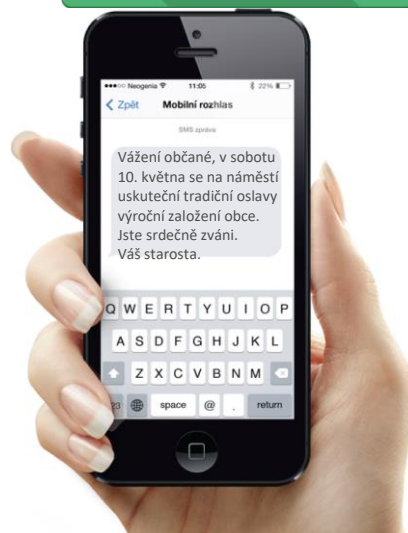 Neogenia 11:05 22%
Zpět Mobilní rozhlas
SMS zpráva
Vážení občané, v sobotu
10. května se na náměstí
uskuteční tradiční oslavy
výroční založení obce.
Jste srdečně zváni.
Váš starosta.
Q W E R T Y U I O P
A S D F G H J K L
Z X C V B N M
23 space @ . return